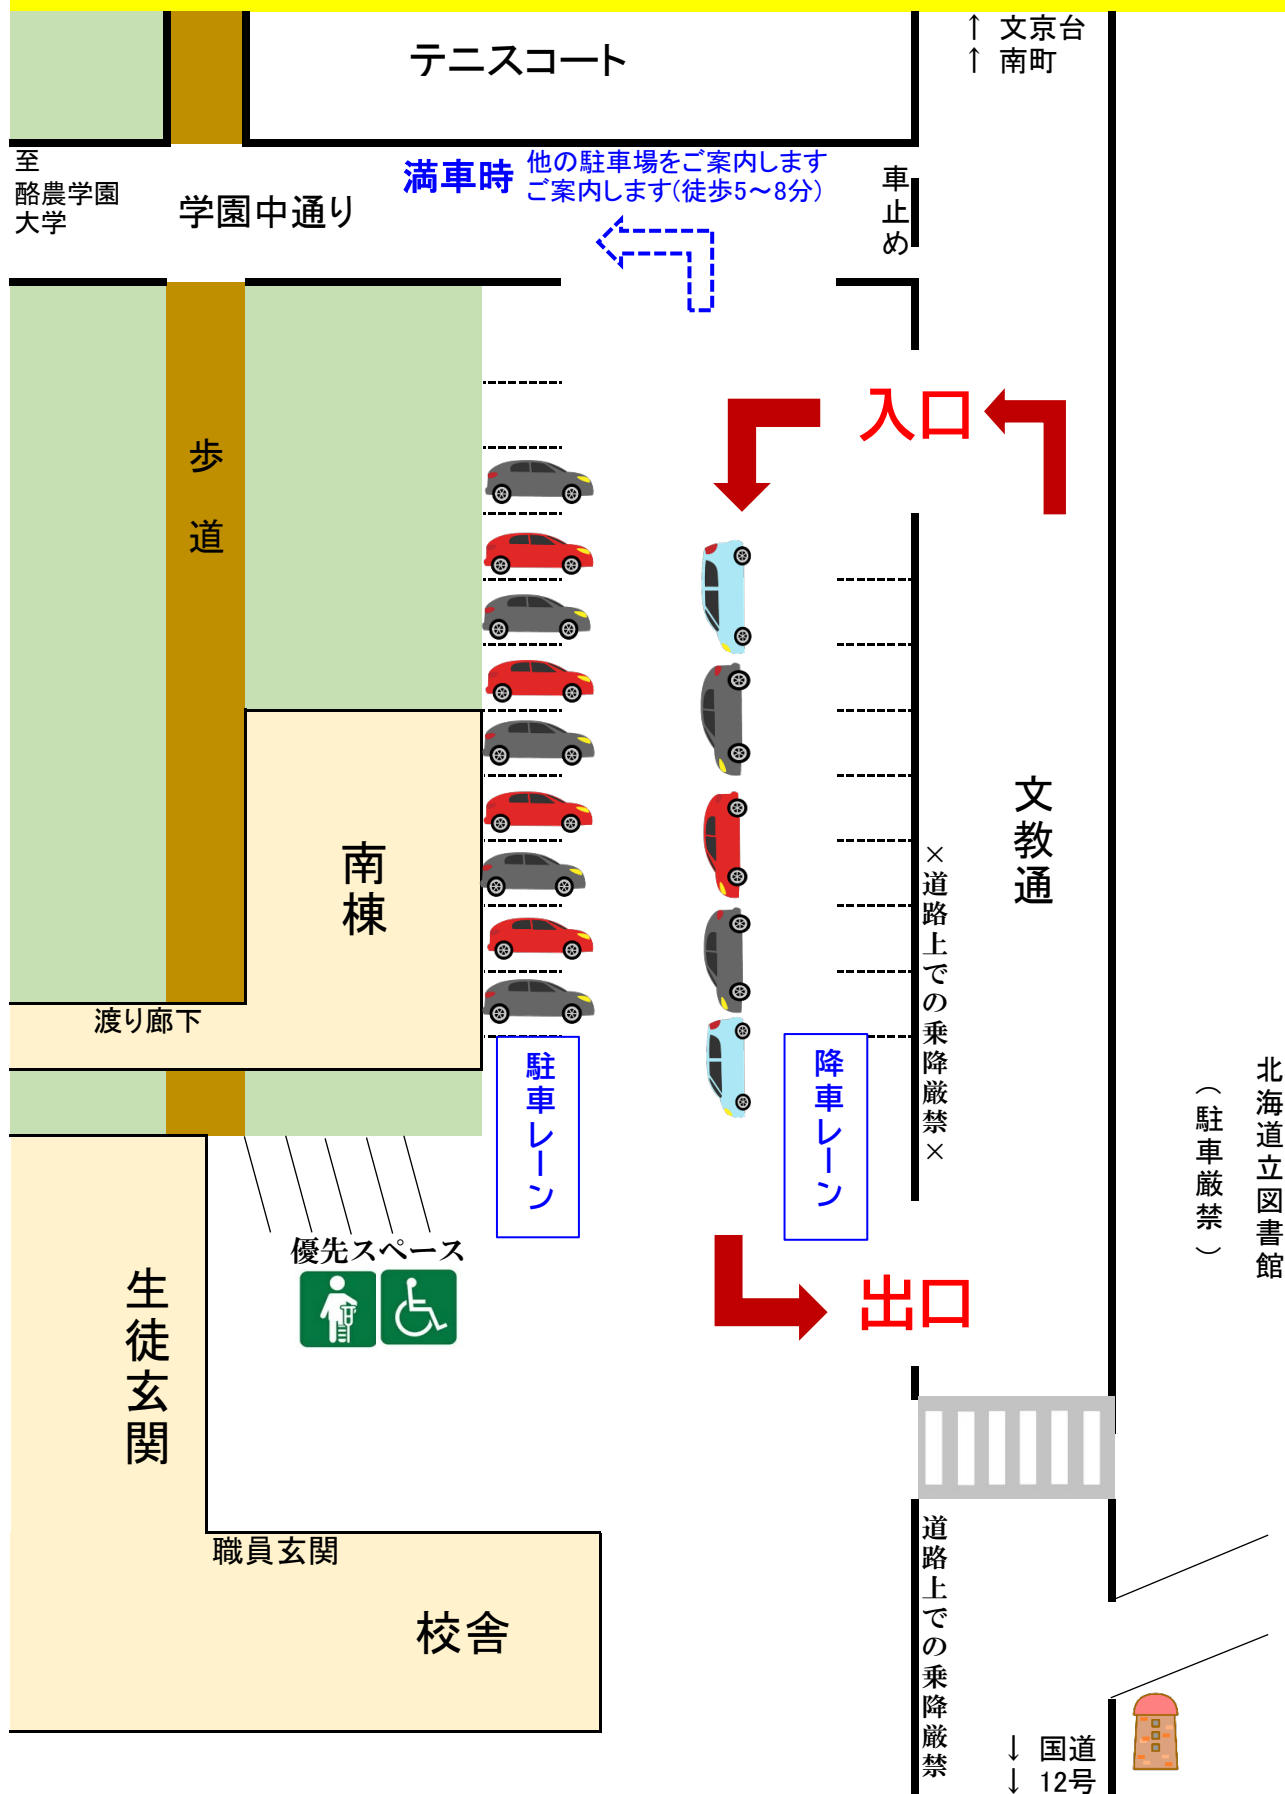 ↑ 文京台
↑ 南町
テニスコート
至
酪農学園
大学
学園中通り
満車時
他の駐車場をご案内します
ご案内します(徒歩5～8分)
車止め
入口
歩道
文教通
南棟
×道路上での乗降厳禁×
渡り廊下
駐車レーン
降車レーン
北海道立図書館
（駐車厳禁）
優先スペース
出口
生徒玄関
職員玄関
校舎
道路上での乗降厳禁
↓ 国道
↓ 12号